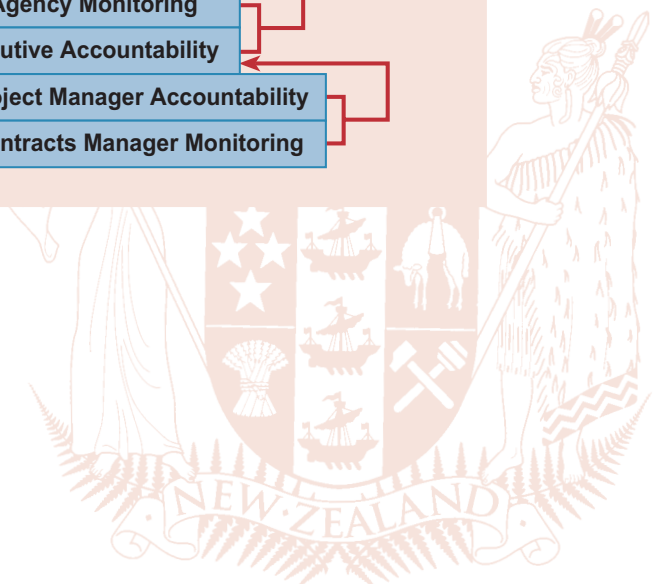 Agency Monitoring
utive Accountability
ject Manager Accountability
ntracts Manager Monitoring
NEW·ZEALAND